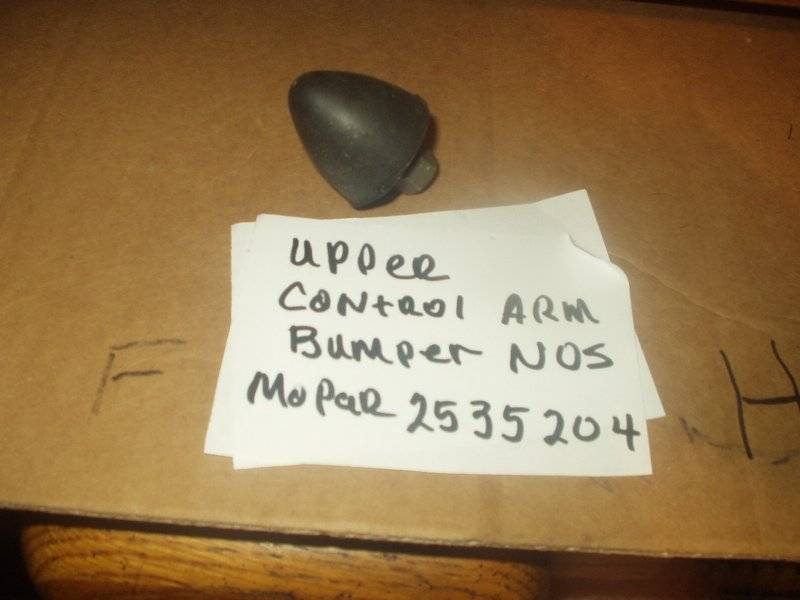 F
UPPER
CONTROL ARM
Bumper NOS
MoPaR 2535204
H